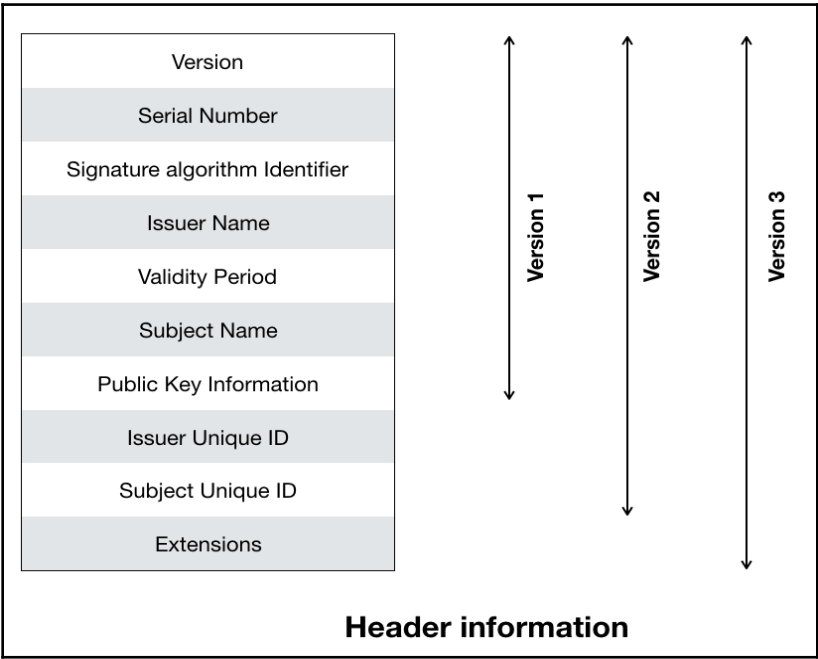 Version
Serial Number
Signature algorithm Identifier
Issuer Name
Validity Period
Subject Name
Public Key Information
Issuer Unique ID
Subject Unique ID
Extensions
Version 1
Version 2
Version 3
Header information